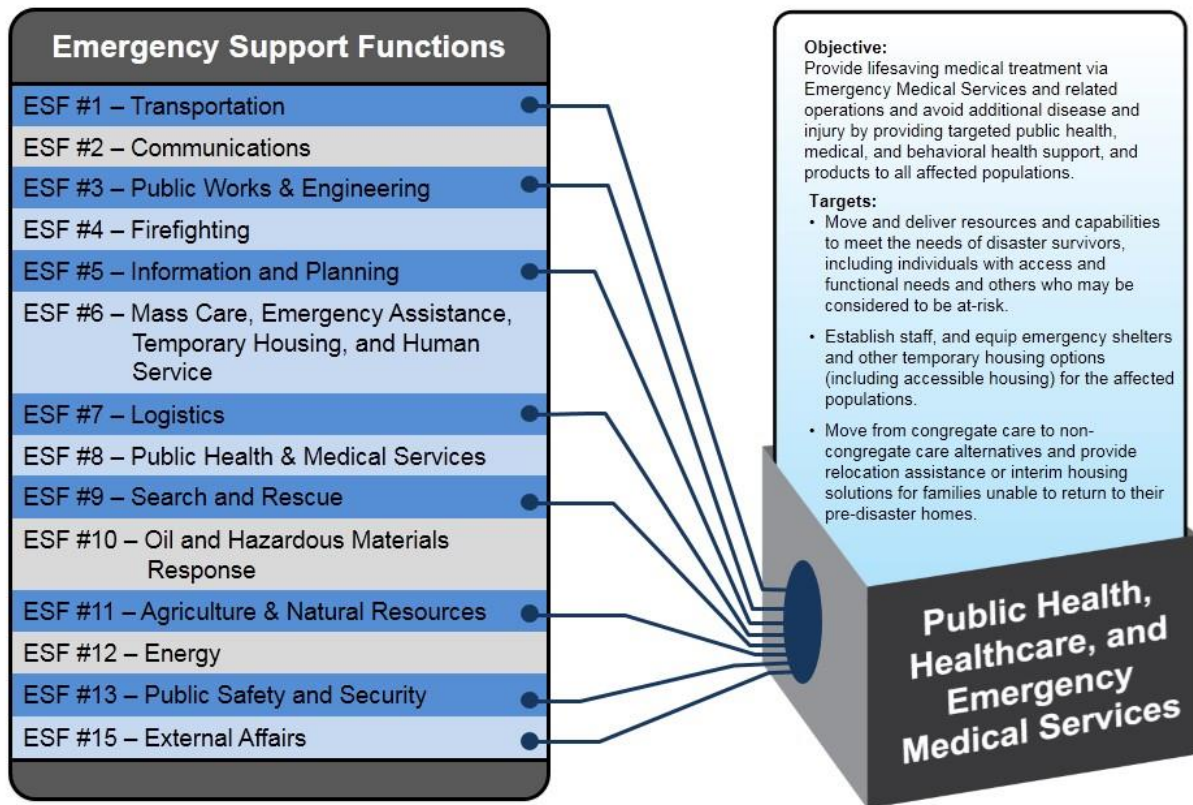 Emergency Support Functions
ESF #1 – Transportation
ESF #2 – Communications
ESF #3 – Public Works & Engineering
ESF #4 – Firefighting
ESF #5 – Information and Planning
ESF #6 – Mass Care, Emergency Assistance,
Temporary Housing, and Human
Service
ESF #7 – Logistics
ESF #8 – Public Health & Medical Services
ESF #9 – Search and Rescue
ESF #10 – Oil and Hazardous Materials
Response
ESF #11 – Agriculture & Natural Resources
ESF #12 – Energy
ESF #13 – Public Safety and Security
ESF #15 – External Affairs
Objective:
Provide lifesaving medical treatment via
Emergency Medical Services and related
operations and avoid additional disease and
injury by providing targeted public health,
medical, and behavioral health support, and
products to all affected populations.
Targets:
• Move and deliver resources and capabilities
to meet the needs of disaster survivors,
including individuals with access and
functional needs and others who may be
considered to be at-risk.
• Establish staff, and equip emergency shelters
and other temporary housing options
(including accessible housing) for the affected
populations.
• Move from congregate care to non-
congregate care alternatives and provide
relocation assistance or interim housing
solutions for families unable to return to their
pre-disaster homes.
Public Health,
Healthcare, and
Emergency
Medical Services